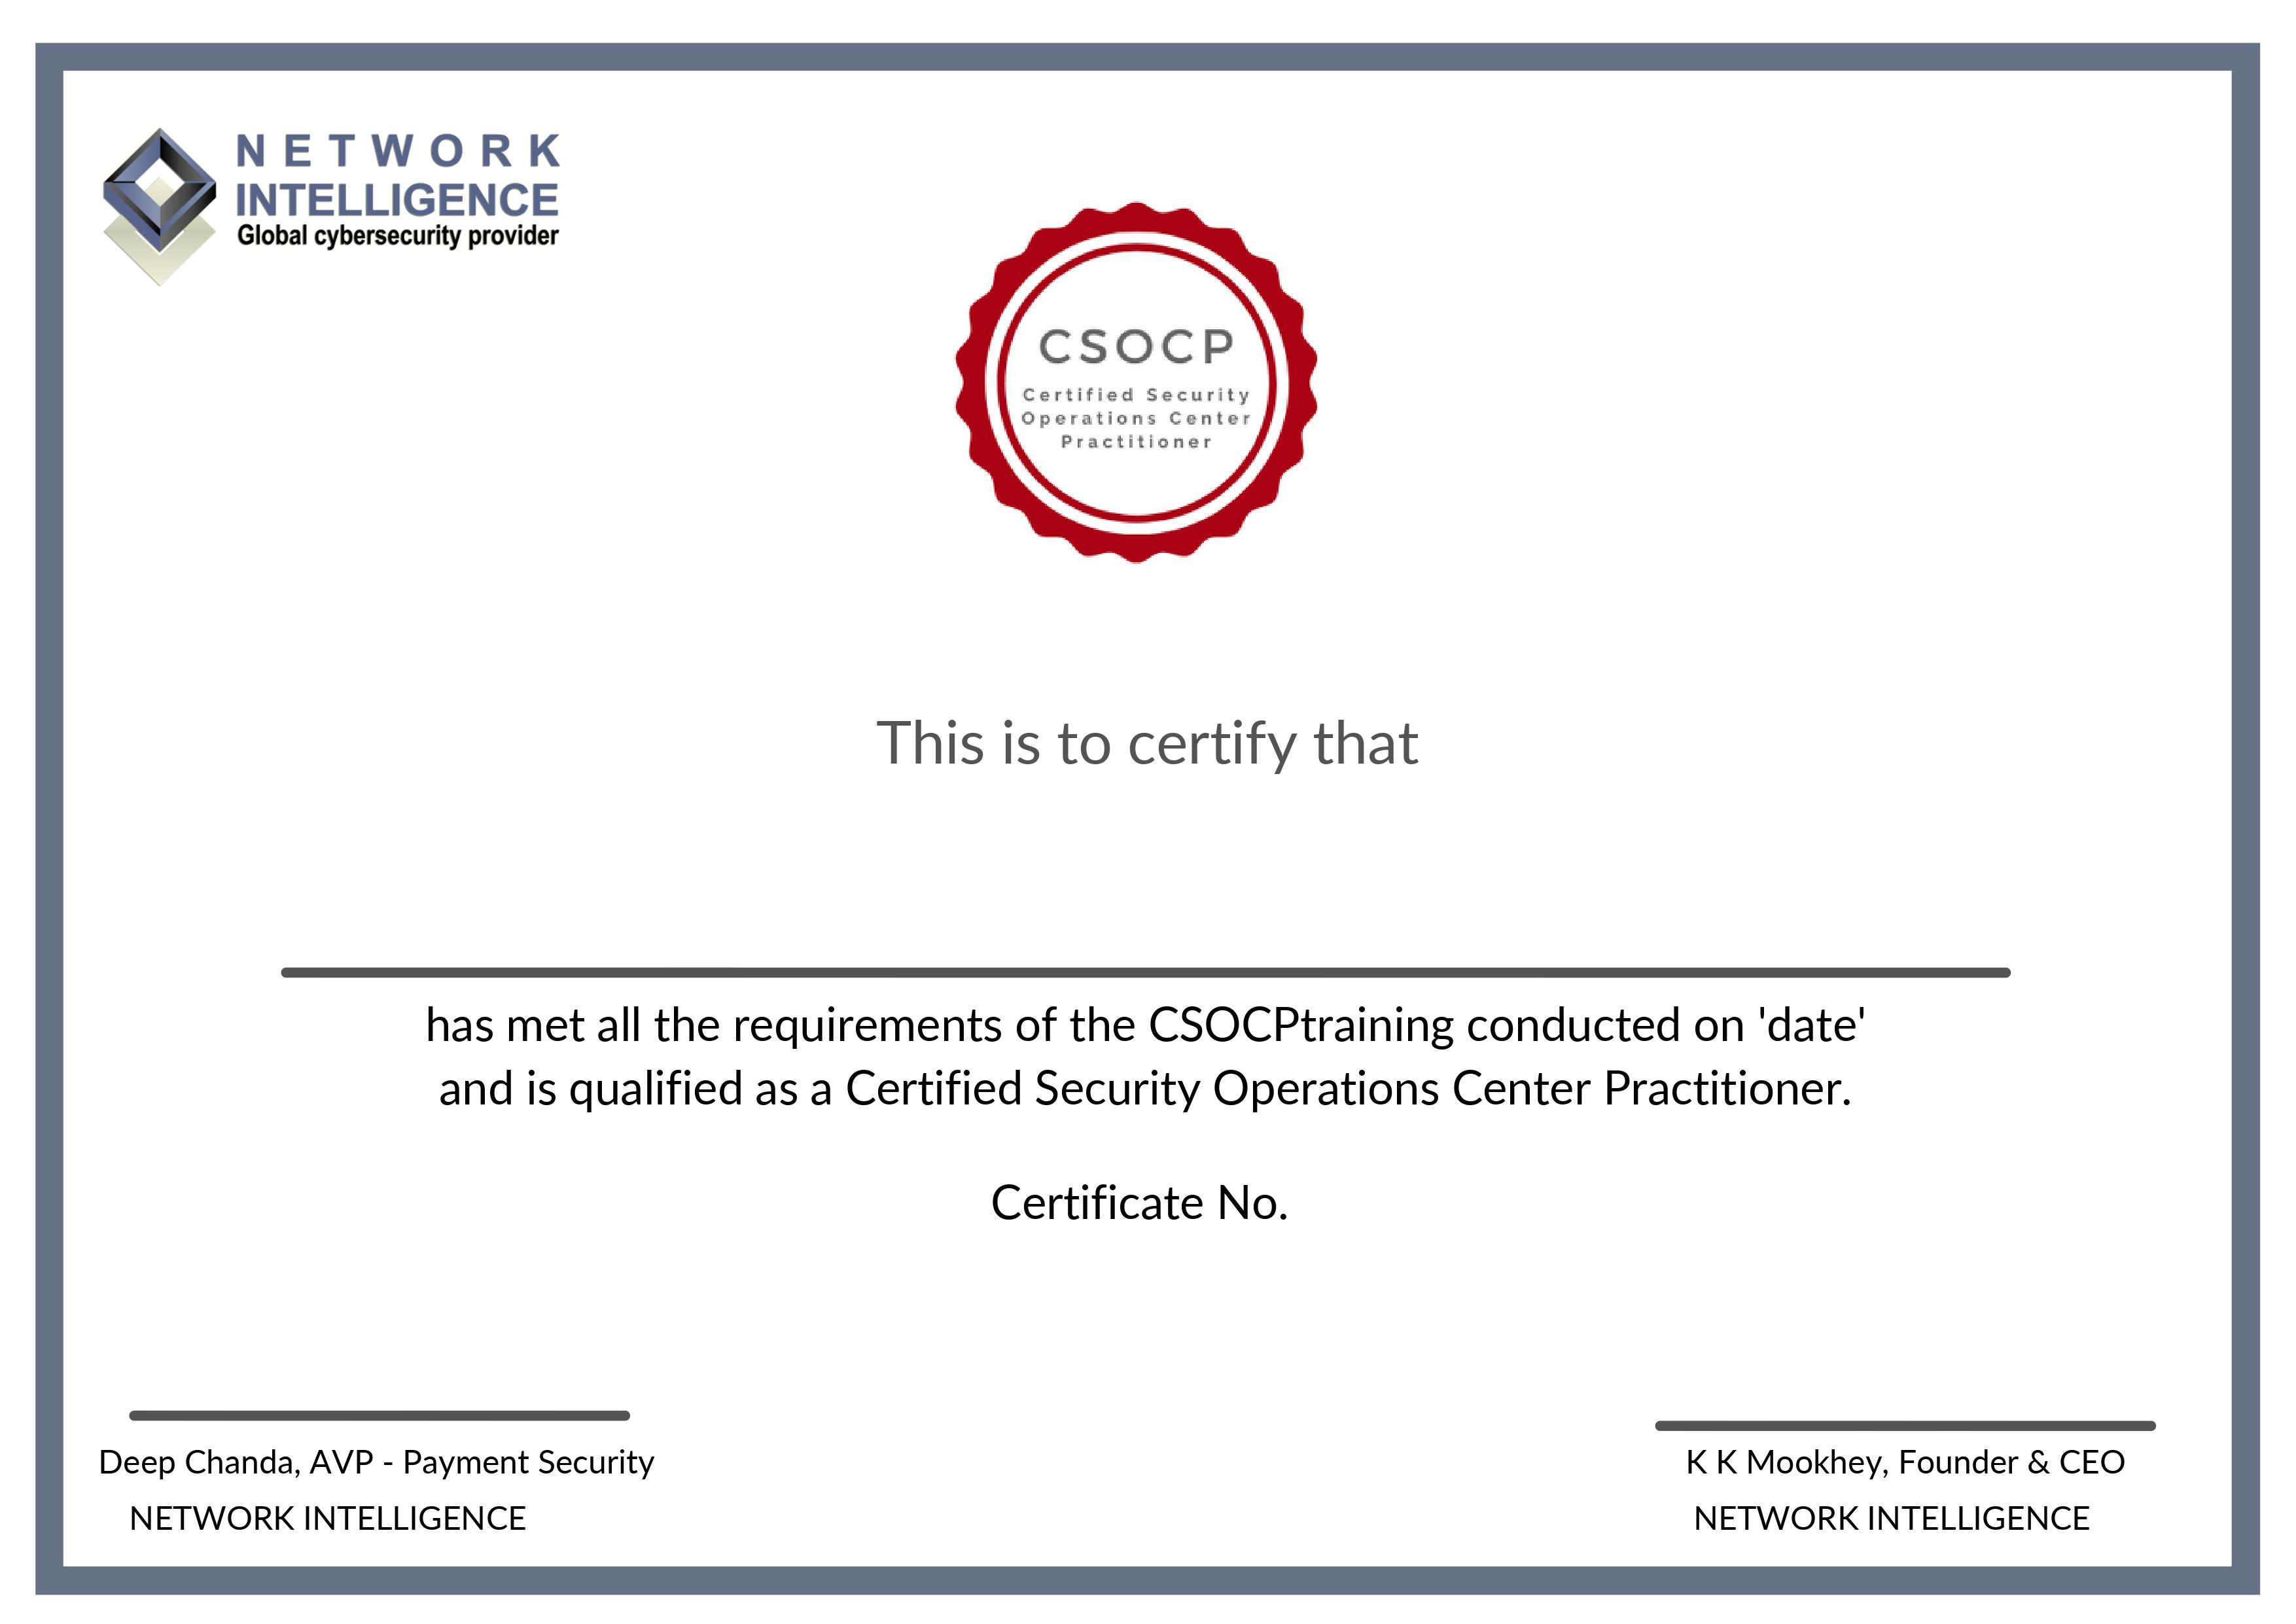 NETWORK
INTELLIGENCE
Global cybersecurity provider
CSOCP
Certified Security
Operations Center
Practitioner
This is to certify that
has met all the requirements of the CSOCPtraining conducted on 'date'
and is qualified as a Certified Security Operations Center Practitioner.
Certificate No.
Deep Chanda, AVP - Payment Security
NETWORK INTELLIGENCE
K K Mookhey, Founder & CEO
NETWORK INTELLIGENCE